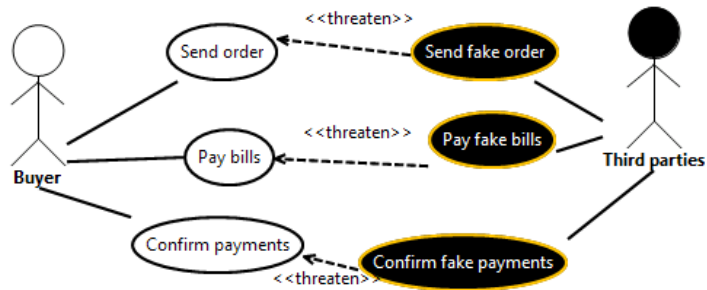 <<threaten>>
Send order
Send fake order
<<threaten>>
Pay fake bills
Pay bills
Third parties
Buyer
Confirm payments
Confirm fake payments
<<threaten>>